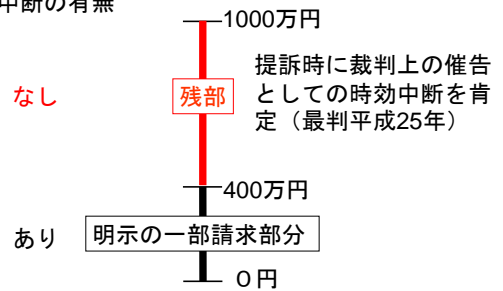 中断の有無
1000万円
提訴時に裁判上の催告
なし
残部
としての時効中断を肯
定（最判平成25年）
400万円
あり
明示の一部請求部分
0円